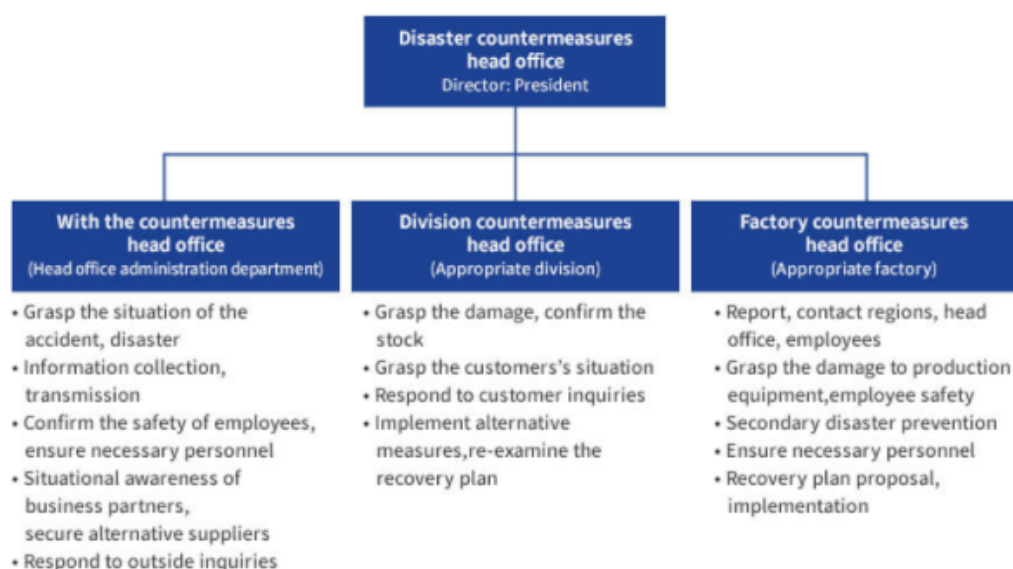 Disaster countermeasures
head office
Director: President
With the countermeasures
head office
(Head office administration department)
• Grasp the situation of the
accident, disaster
• Information collection,
transmission
• Confirm the safety of employees,
ensure necessary personnel
• Situational awareness of
business partners,
secure alternative suppliers
• Respond to outside inquiries
Division countermeasures
head office
(Appropriate division)
• Grasp the damage, confirm the
stock
• Grasp the customers's situation
• Respond to customer inquiries
• Implement alternative
measures,re-examine the
recovery plan
Factory countermeasures
head office
(Appropriate factory)
• Report, contact regions, head
office, employees
• Grasp the damage to production
equipment,employee safety
• Secondary disaster prevention
• Ensure necessary personnel
• Recovery plan proposal,
implementation